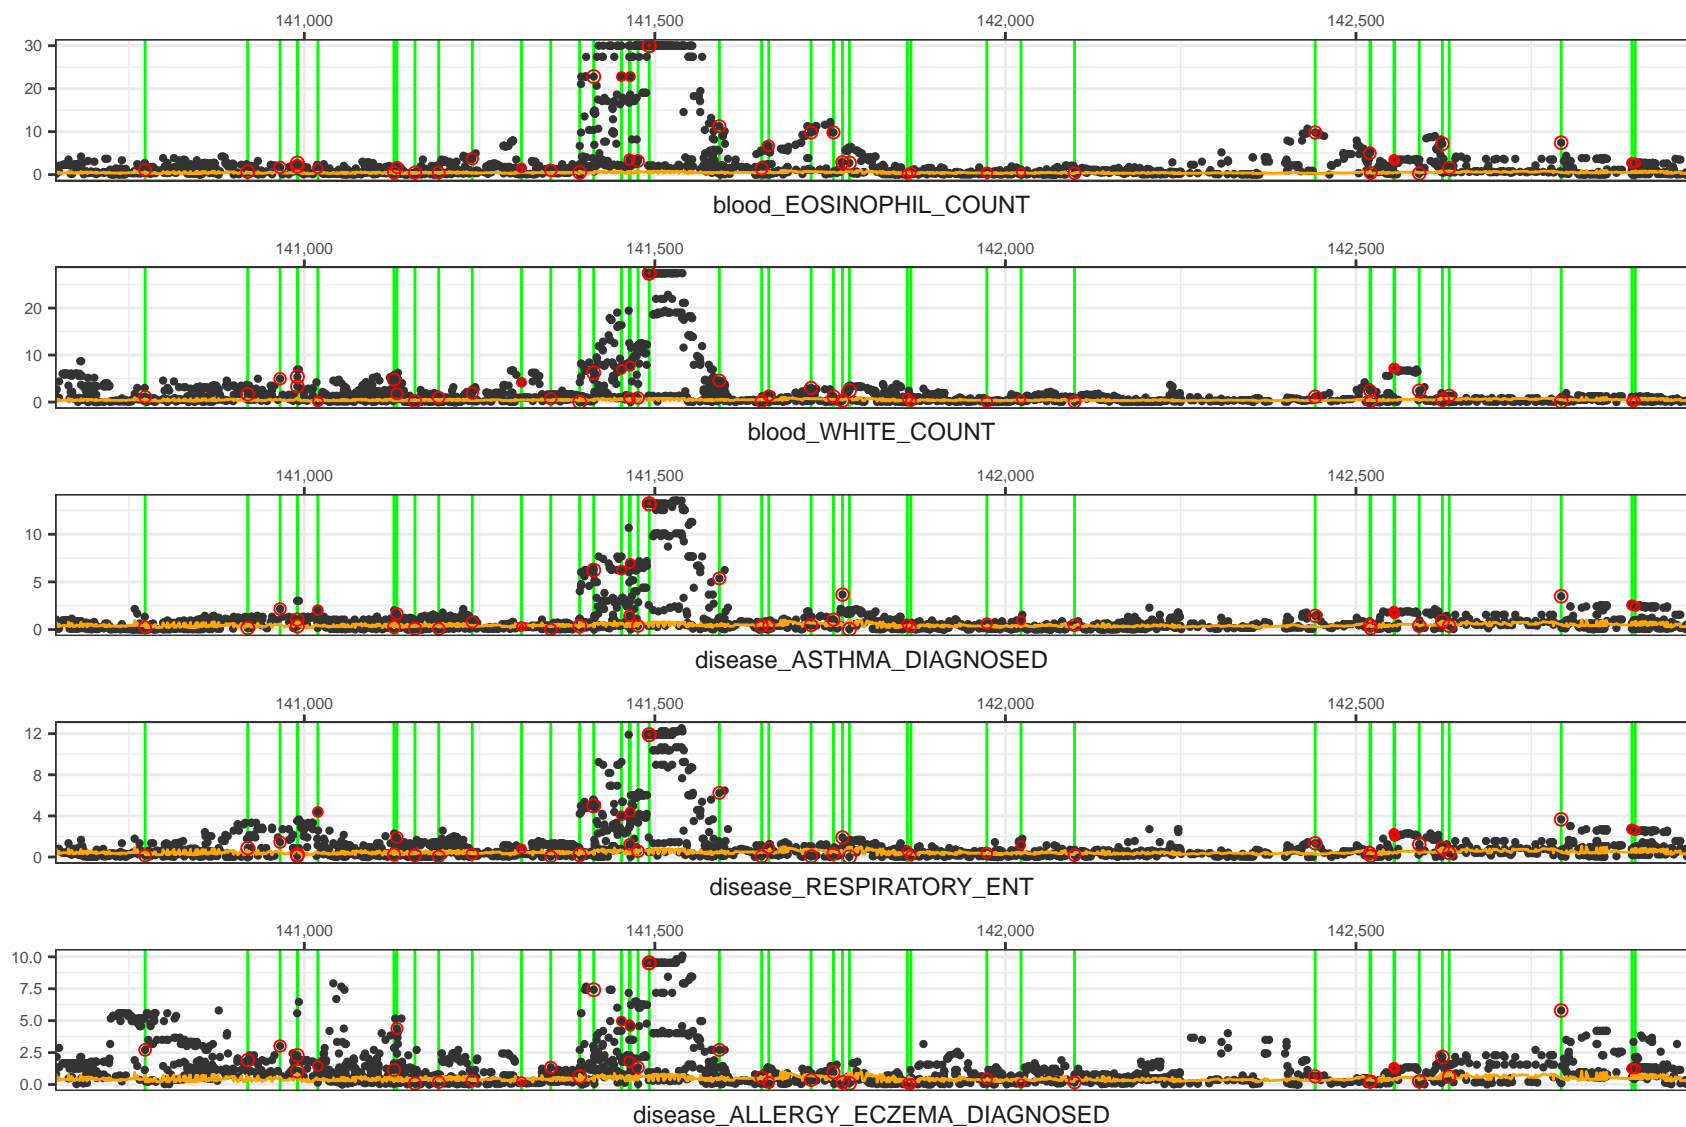 141,000 141,500 142,000 142,500
30
20
10
0
blood_EOSINOPHIL_COUNT
141,000 141,500 142,000 142,500
20
10
0
blood_WHITE_COUNT
141,000 141,500 142,000 142,500
10
5
0
disease_ASTHMA_DIAGNOSED
141,000 141,500 142,000 142,500
12
8
4
0
disease_RESPIRATORY_ENT
141,000 141,500 142,000 142,500
10.0
7.5
5.0
2.5
0.0
disease_ALLERGY_ECZEMA_DIAGNOSED